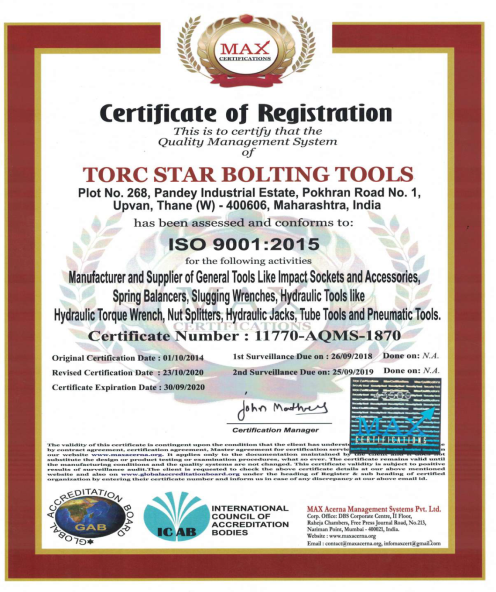 MAX
CERTIFICATIONS
Certificate of Registration
This is to certify that the
Quality Management System
of
TORC STAR BOLTING TOOLS
Plot No. 268, Pandey Industrial Estate, Pokhran Road No. 1,
Upvan, Thane (W) - 400606, Maharashtra, India
has been assessed and conforms to:
ISO 9001:2015
for the following activities
Manufacturer and Supplier of General Tools Like Impact Sockets and Accessories,
Spring Balancers, Slugging Wrenches, Hydraulic Tools like
Hydraulic Torque Wrench, Nut Splitters, Hydraulic Jacks, Tube Tools and Pneumatic Tools.
MAX
CERTIFICATIONS
Certificate Number : 11770-AQMS-1870
Original Certification Date : 01/10/2014 1st Surveillance Due on : 26/09/2018 Done on: N.A.
Revised Certification Date : 23/10/2020 2nd Surveillance Due on: 25/09/2019 Done on: N.A.
Certificate Expiration Date : 30/09/2020
Certification Manager
MAX
CERTIFICATIONS
The validity of this certificate is contingent upon the condition that the client has
by contract agreement, certification agreement, Master agreement for certification
our website www.maxacerna.org. It applies only to the documentation maintained by
substitute the design or product type examination procedures, what so ever. The certificate remains valid until
the manufacturing conditions and the quality systems are not changed. This certificate validity is subject to positive
results of surveillance audit.The client is requested to check the above certificate details at our above mentioned
website and also on www.globalaccreditationboard.org under the heading of Register & sub heading of certified
organization by entering their certificate number and inform us in case of any discrepancy at our above email id.
GLOBAL ACCREDITATION BOARD
GAB
ICAB
INTERNATIONAL
COUNCIL OF
ACCREDITATION
BODIES
MAX Acerna Management Systems Pvt. Ltd.
Corp. Office: DBS Corporate Centre, II Floor,
Raheja Chambers, Free Press Journal Road, No.213,
Nariman Point, Mumbai - 400021, India.
Website : www.maxacerna.org
Email : contact@maxacerna.org, infomaxcert@gmail.com